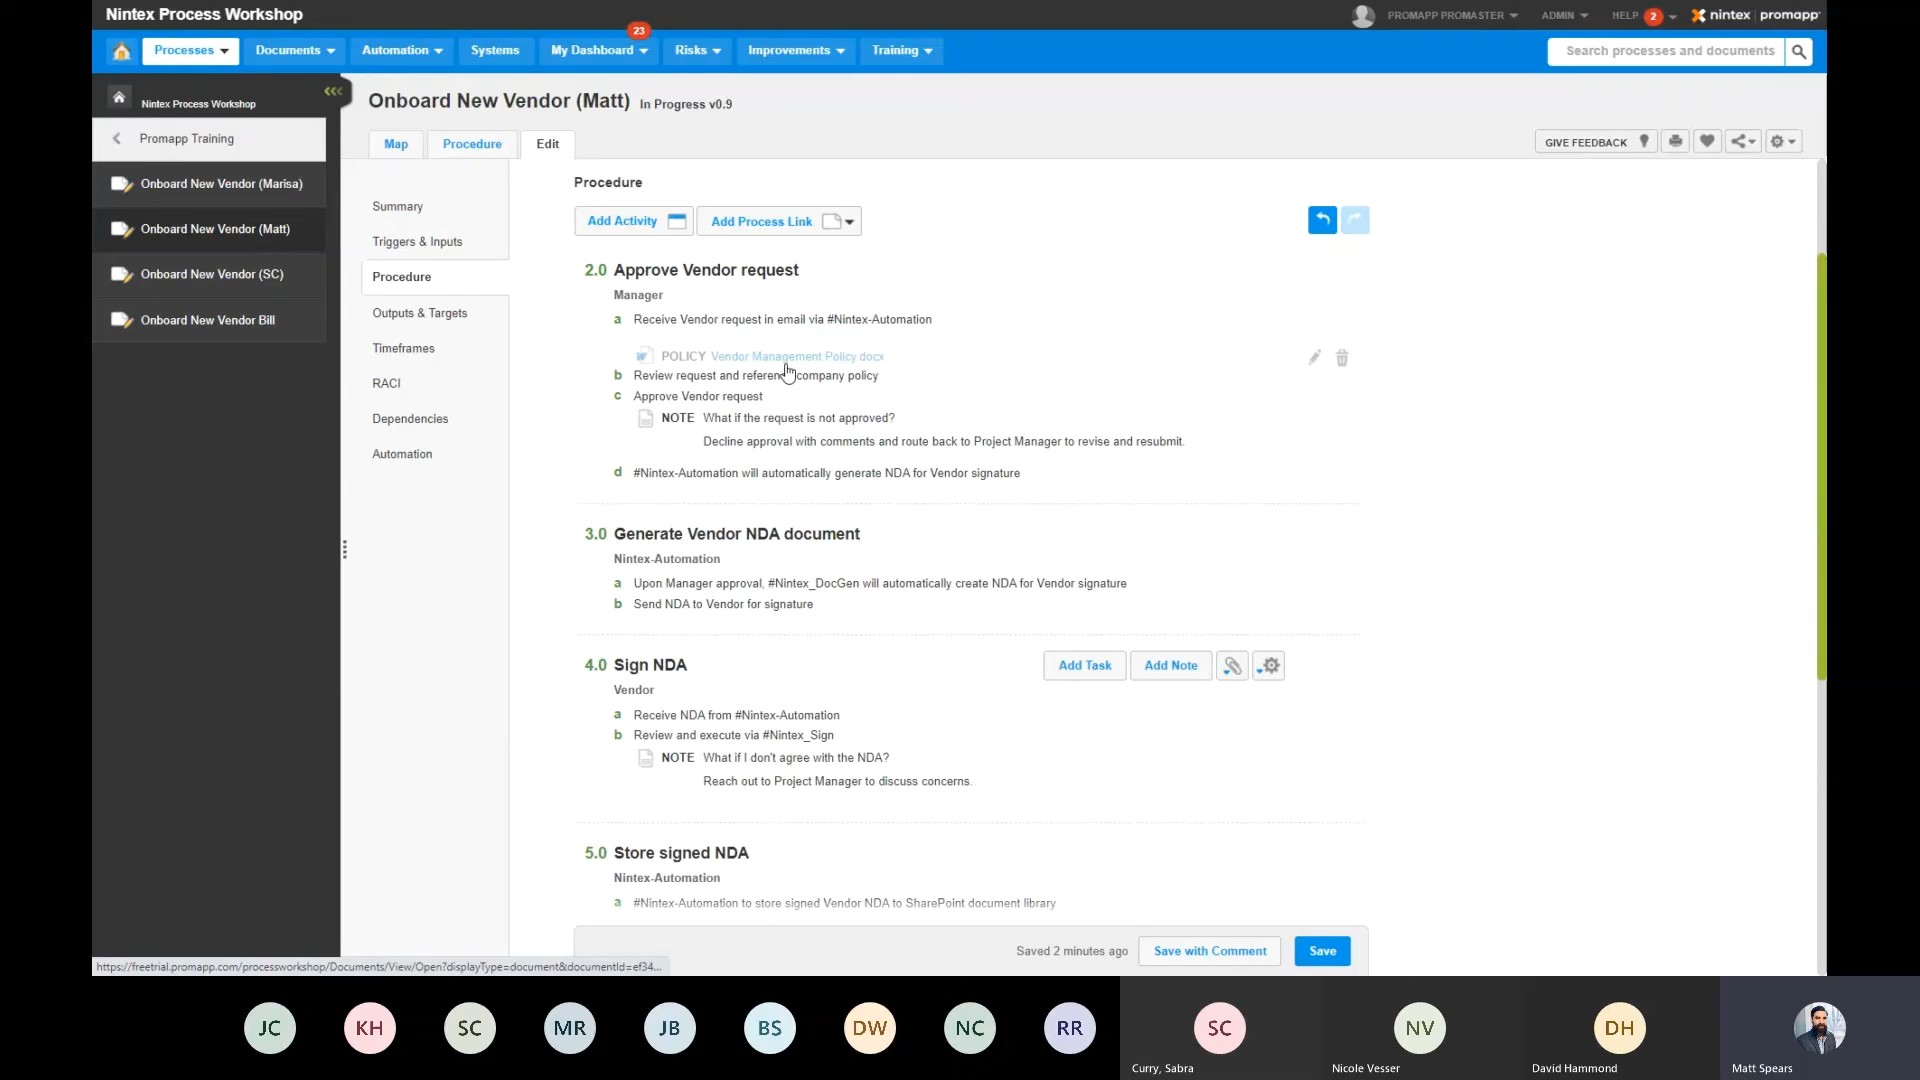 Nintex Process Workshop
PROMAPP PROMASTER
ADMIN
HELP 2
nintex promapp
Processes
Documents
Automation
Systems
My Dashboard
23
Risks
Improvements
Training
Search processes and documents
Nintex Process Workshop
Promapp Training
Onboard New Vendor (Marisa)
Onboard New Vendor (Matt)
Onboard New Vendor (SC)
Onboard New Vendor Bill
Onboard New Vendor (Matt) In Progress v0.9
Map
Procedure
Edit
GIVE FEEDBACK
Summary
Triggers & Inputs
Procedure
Outputs & Targets
Timeframes
RACI
Dependencies
Automation
Procedure
Add Activity
Add Process Link
2.0 Approve Vendor request
Manager
a Receive Vendor request in email via #Nintex-Automation
POLICY Vendor Management Policy docx
b Review request and company policy
c Approve Vendor request
NOTE What if the request is not approved?
Decline approval with comments and route back to Project Manager to revise and resubmit.
d #Nintex-Automation will automatically generate NDA for Vendor signature
3.0 Generate Vendor NDA document
Nintex-Automation
a Upon Manager approval, #Nintex_DocGen will automatically create NDA for Vendor signature
b Send NDA to Vendor for signature
4.0 Sign NDA
Add Task
Add Note
Vendor
a Receive NDA from #Nintex-Automation
b Review and execute via #Nintex_Sign
NOTE What if I don't agree with the NDA?
Reach out to Project Manager to discuss concerns.
5.0 Store signed NDA
Nintex-Automation
a #Nintex-Automation to store signed Vendor NDA to SharePoint document library
Saved 2 minutes ago
Save with Comment
Save
https://freetrial.promapp.com/processworkshop/Documents/View/Open?displayType=document&documentId=ef34...
JC
KH
SC
MR
JB
BS
DW
NC
RR
SC
NV
DH
Curry, Sabra
Nicole Vesser
David Hammond
Matt Spears